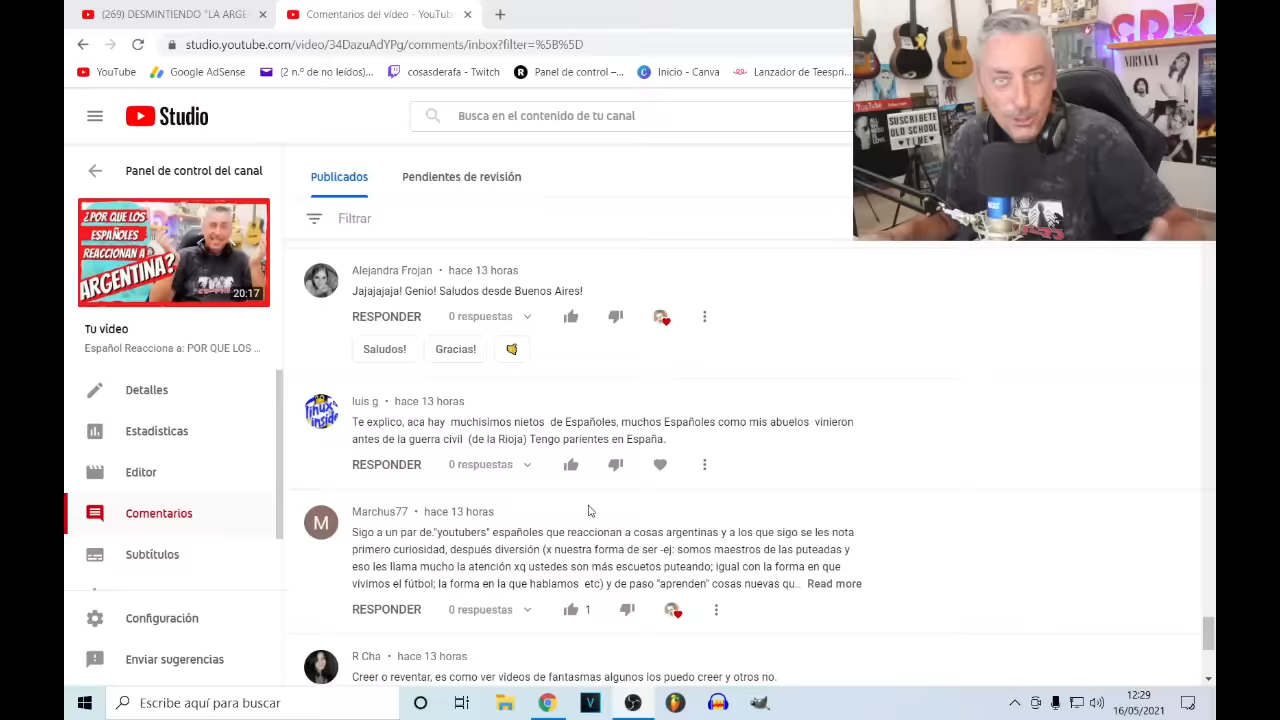 (269) DESMINTIENDO "LA ARGE
Comentarios del vídeo - YouTube
studio.youtube.com/video/34DazuAdYPg/comments/inbox?filter=%5B%5D
YouTube
Google AdSense
(2 n.º de no leídos)...
cosasderafa - Twitch
Panel de control –...
Inicio - Canva
Lanzador de Teespri...
Studio
Busca en el contenido de tu canal
CDR
NIRVANA
YouTube
SUSCRIBETE
OLD SCHOOL
TIME
Panel de control del canal
¿POR QUE LOS
ESPAÑOLES
REACCIONAN A
ARGENTINA?
20:17
Tu vídeo
Español Reacciona a: POR QUE LOS ...
Detalles
Estadísticas
Editor
Comentarios
Subtítulos
Configuración
Enviar sugerencias
Publicados
Pendientes de revisión
Filtrar
Alejandra Frojan • hace 13 horas
Jajajajaja! Genio! Saludos desde Buenos Aires!
RESPONDER 0 respuestas
Saludos! Gracias!
linux
inside
luis g • hace 13 horas
Te explico, aca hay muchisimos nietos de Españoles, muchos Españoles como mis abuelos vinieron
antes de la guerra civil (de la Rioja) Tengo parientes en España.
RESPONDER 0 respuestas
M
Marchus77 • hace 13 horas
Sigo a un par de."youtubers" españoles que reaccionan a cosas argentinas y a los que sigo se les nota
primero curiosidad, después diversión (x nuestra forma de ser -ej: somos maestros de las puteadas y
eso les llama mucho la atención xq ustedes son más escuetos puteando; igual con la forma en que
vivimos el fútbol; la forma en la que hablamos etc) y de paso "aprenden" cosas nuevas qu... Read more
RESPONDER 0 respuestas 1
R Cha • hace 13 horas
Creer o reventar, es como ver videos de fantasmas algunos los puedo creer y otros no.
Escribe aquí para buscar
V
12:29
16/05/2021